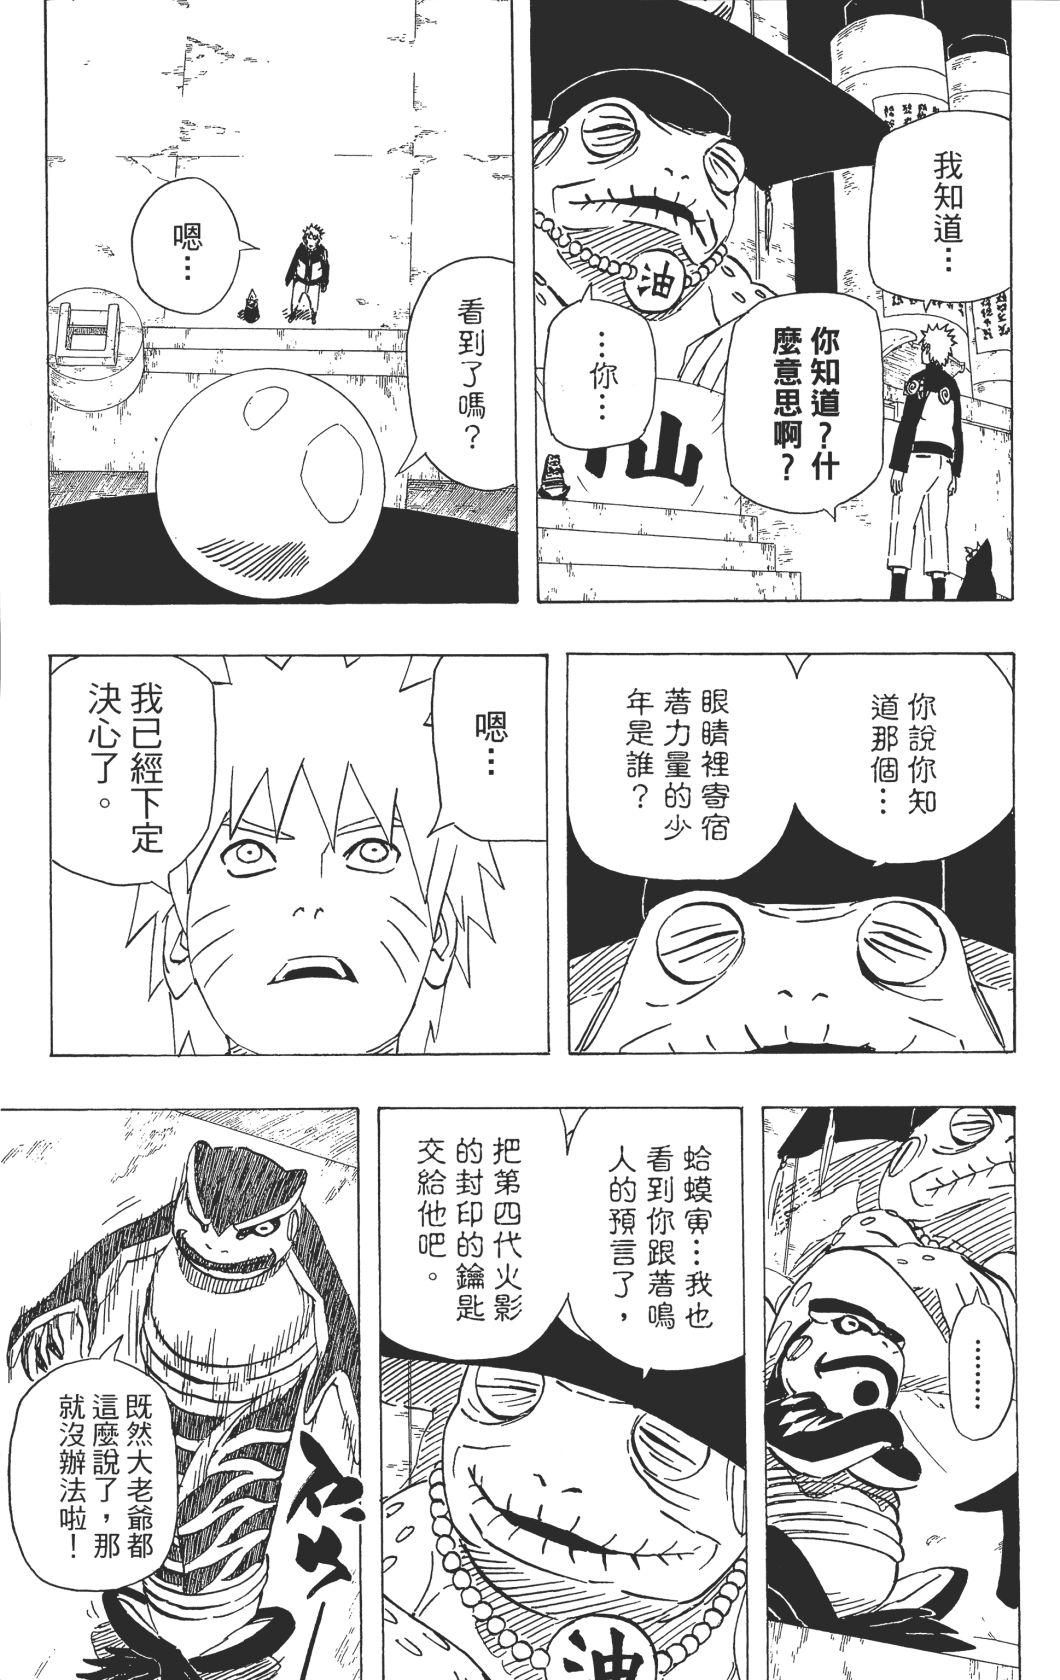 我知道…
油
你知道？什
麼意思啊？
…你…
仙
看到了嗎？
嗯…
你說你知
道那個…
眼睛裡寄宿
著力量的少
年是誰？
嗯…
我已經下定
決心了。
………
蛤蟆寅…我也
看到你跟著鳴
人的預言了，
把第四代火影
的封印的鑰匙
交給他吧。
油
既然大老爺都
這麼說了，那
就沒辦法啦！